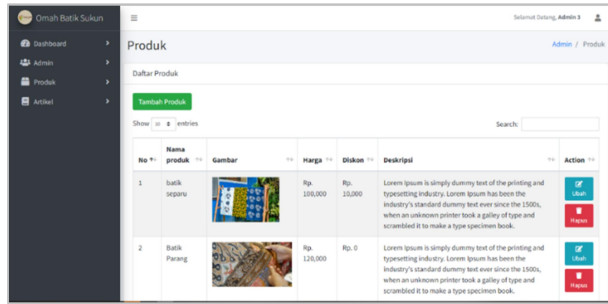 Omah Batik Sukun
Selamat Datang, Admin 3
Dashboard
Admin
Produk
Artikel
Produk
Admin / Produk
Daftar Produk
Tambah Produk
Show 10 entries
Search:
No Nama produk Gambar Harga Diskon Deskripsi Action
1 batik separu Rp. 100,000 Rp. 10,000
Lorem Ipsum is simply dummy text of the printing and
typesetting industry. Lorem Ipsum has been the
industry's standard dummy text ever since the 1500s,
when an unknown printer took a galley of type and
scrambled it to make a type specimen book.
Ubah
Hapus
2 Batik Parang Rp. 120,000 Rp. 0
Lorem Ipsum is simply dummy text of the printing and
typesetting industry. Lorem Ipsum has been the
industry's standard dummy text ever since the 1500s,
when an unknown printer took a galley of type and
scrambled it to make a type specimen book.
Ubah
Hapus